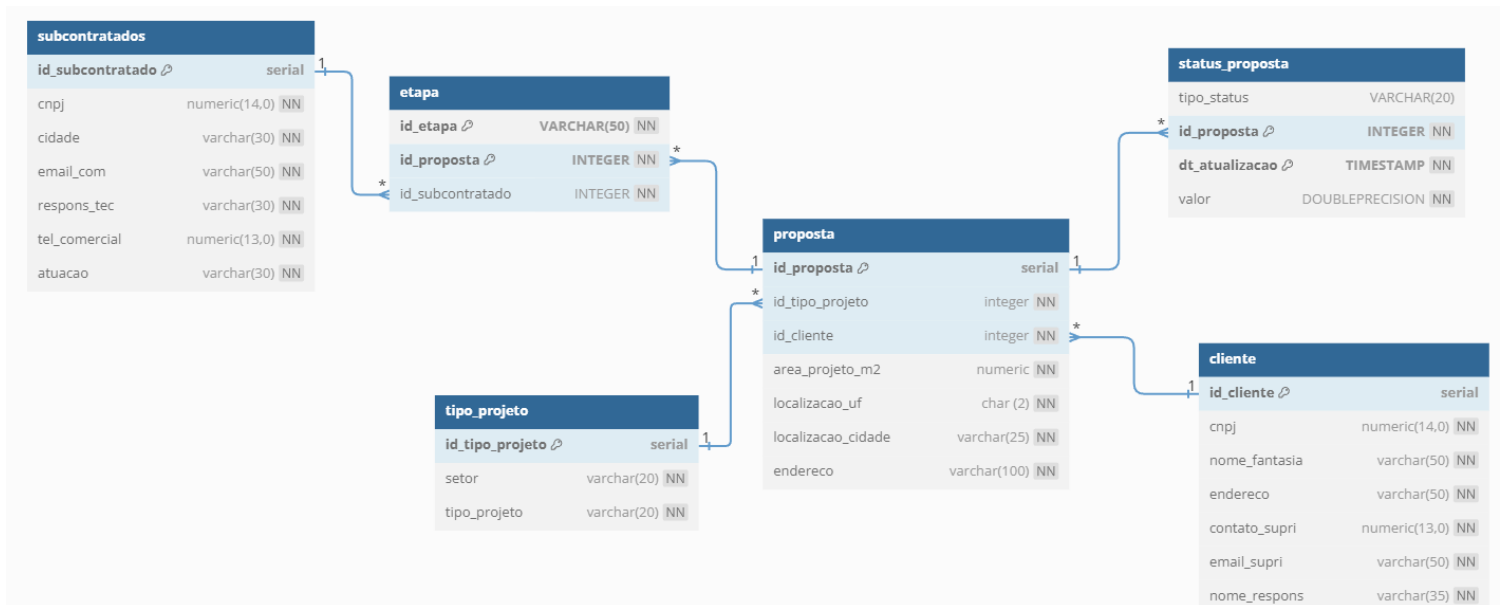 subcontratados
id_subcontratado serial
cnpj numeric(14,0) NN
cidade varchar(30) NN
email_com varchar(50) NN
respons_tec varchar(30) NN
tel_comercial numeric(13,0) NN
atuacao varchar(30) NN
1
*
etapa
id_etapa VARCHAR(50) NN
id_proposta INTEGER NN
id_subcontratado INTEGER NN
*
1
proposta
id_proposta serial
id_tipo_projeto integer NN
id_cliente integer NN
area_projeto_m2 numeric NN
localizacao_uf char (2) NN
localizacao_cidade varchar(25) NN
endereco varchar(100) NN
*
1
tipo_projeto
id_tipo_projeto serial
setor varchar(20) NN
tipo_projeto varchar(20) NN
1
*
status_proposta
tipo_status VARCHAR(20)
id_proposta INTEGER NN
dt_atualizacao TIMESTAMP NN
valor DOUBLEPRECISION NN
*
1
cliente
id_cliente serial
cnpj numeric(14,0) NN
nome_fantasia varchar(50) NN
endereco varchar(50) NN
contato_supri numeric(13,0) NN
email_supri varchar(50) NN
nome_respons varchar(35) NN